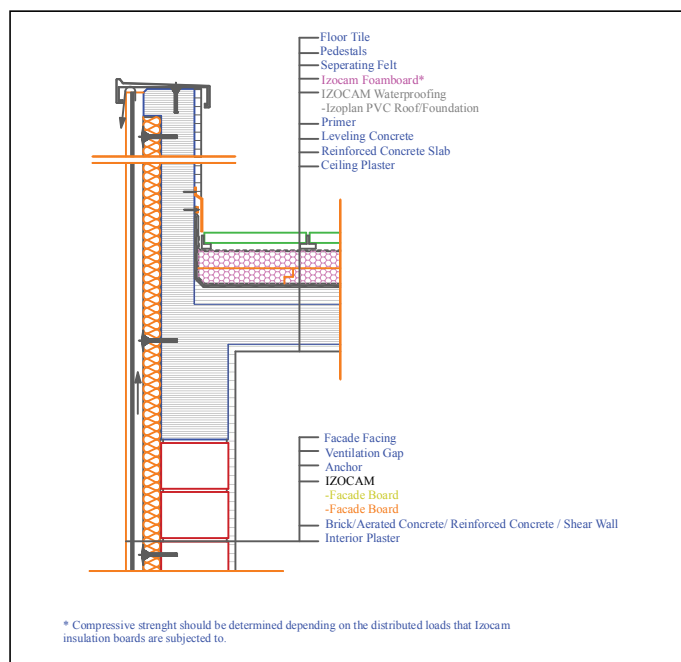 Floor Tile
Pedestals
Seperating Felt
Izocam Foamboard*
IZOCAM Waterproofing
-Izoplan PVC Roof/Foundation
Primer
Leveling Concrete
Reinforced Concrete Slab
Ceiling Plaster
Facade Facing
Ventilation Gap
Anchor
IZOCAM
-Facade Board
-Facade Board
Brick/Aerated Concrete/ Reinforced Concrete / Shear Wall
Interior Plaster
* Compressive strenght should be determined depending on the distributed loads that Izocam
insulation boards are subjected to.